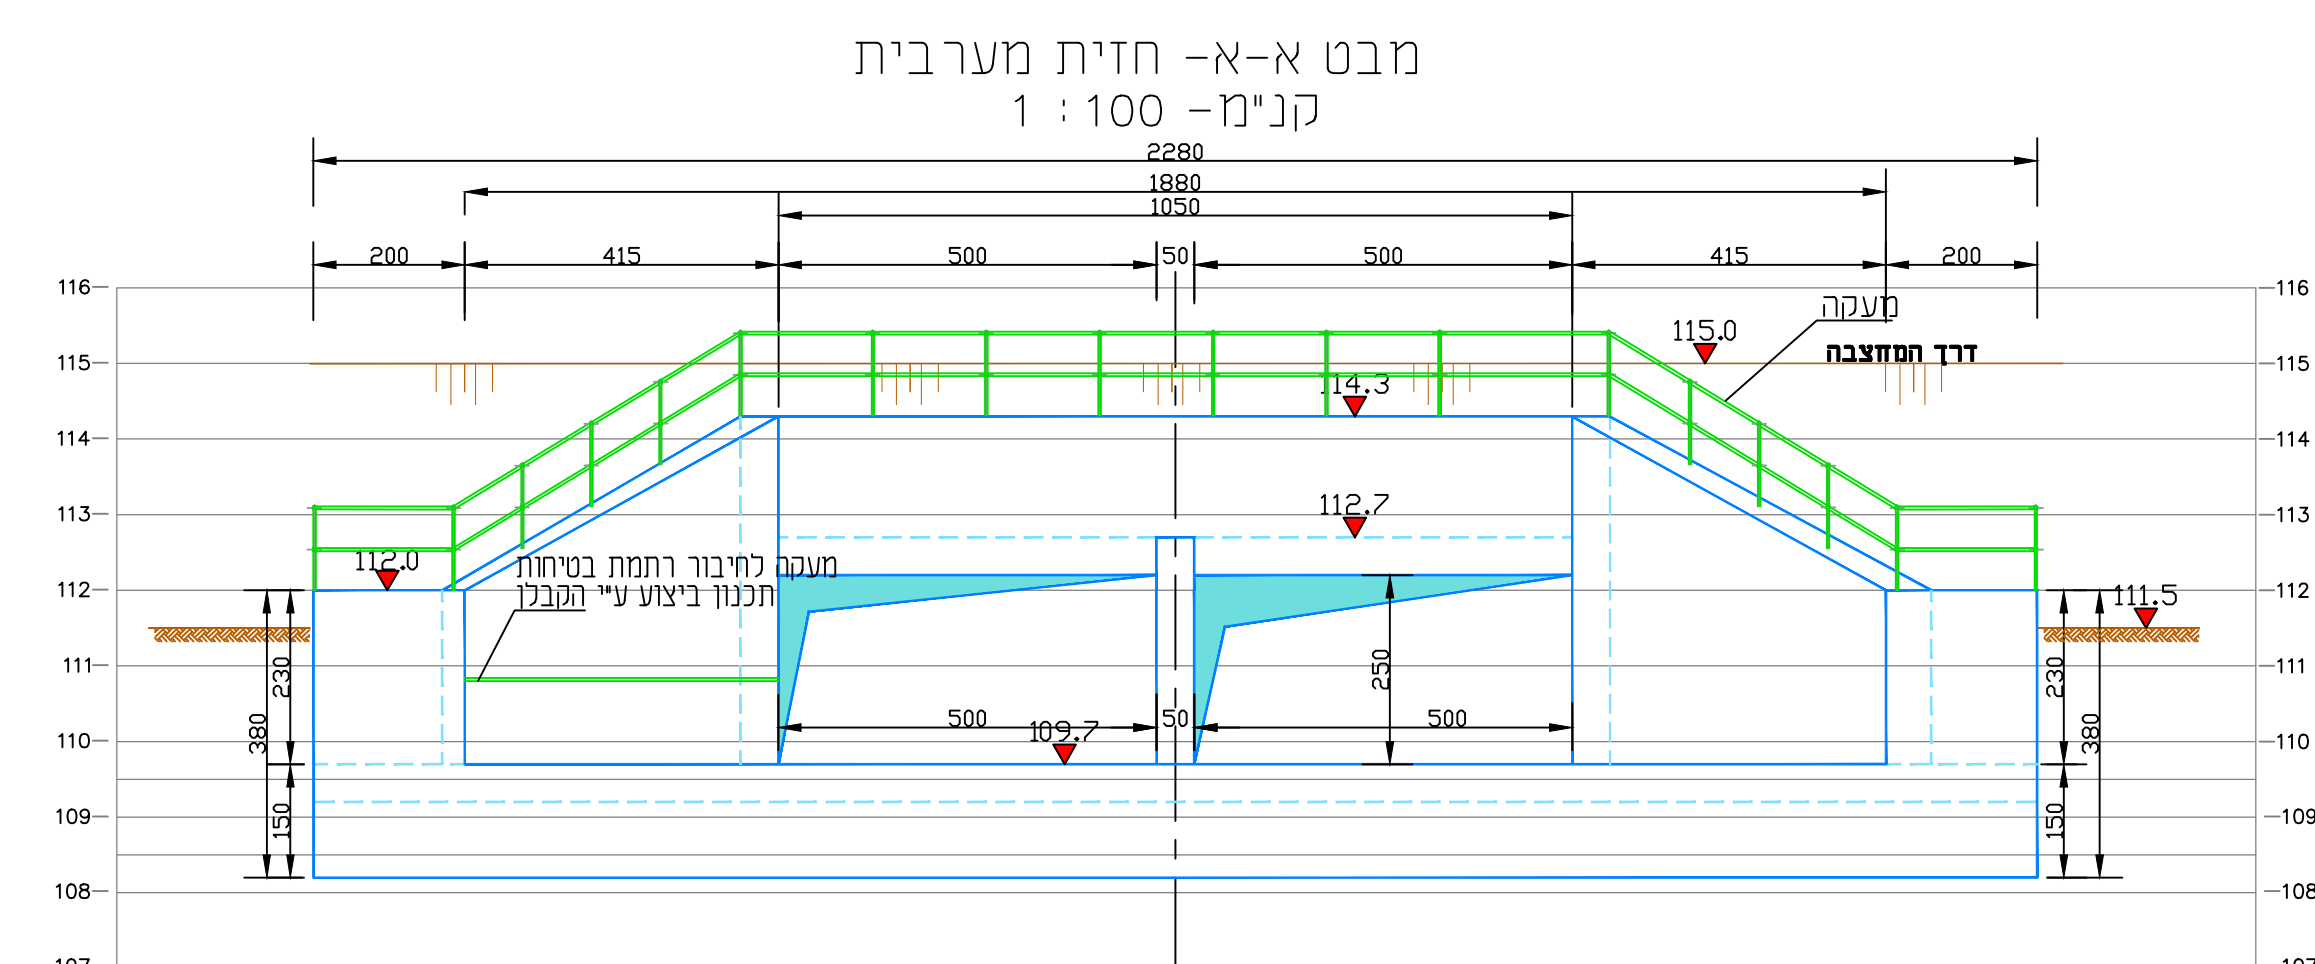 מבט א-א- חזית מערבית
קנ"מ- 100 : 1
2280
1880
1050
200 415 500 50 500 415 200
116 116
מעקה
115.0
דרך המחצבה
115 115
114.3
114 114
112.7
113 113
112.0
מעקה לחיבור רתמת בטיחות
תכנון ביצוע ע"י הקבלן
112 112
111.5
111 111
230 250 230
380 380
500 50 500
109.7
110 110
150 150
109 109
108 108
107 107